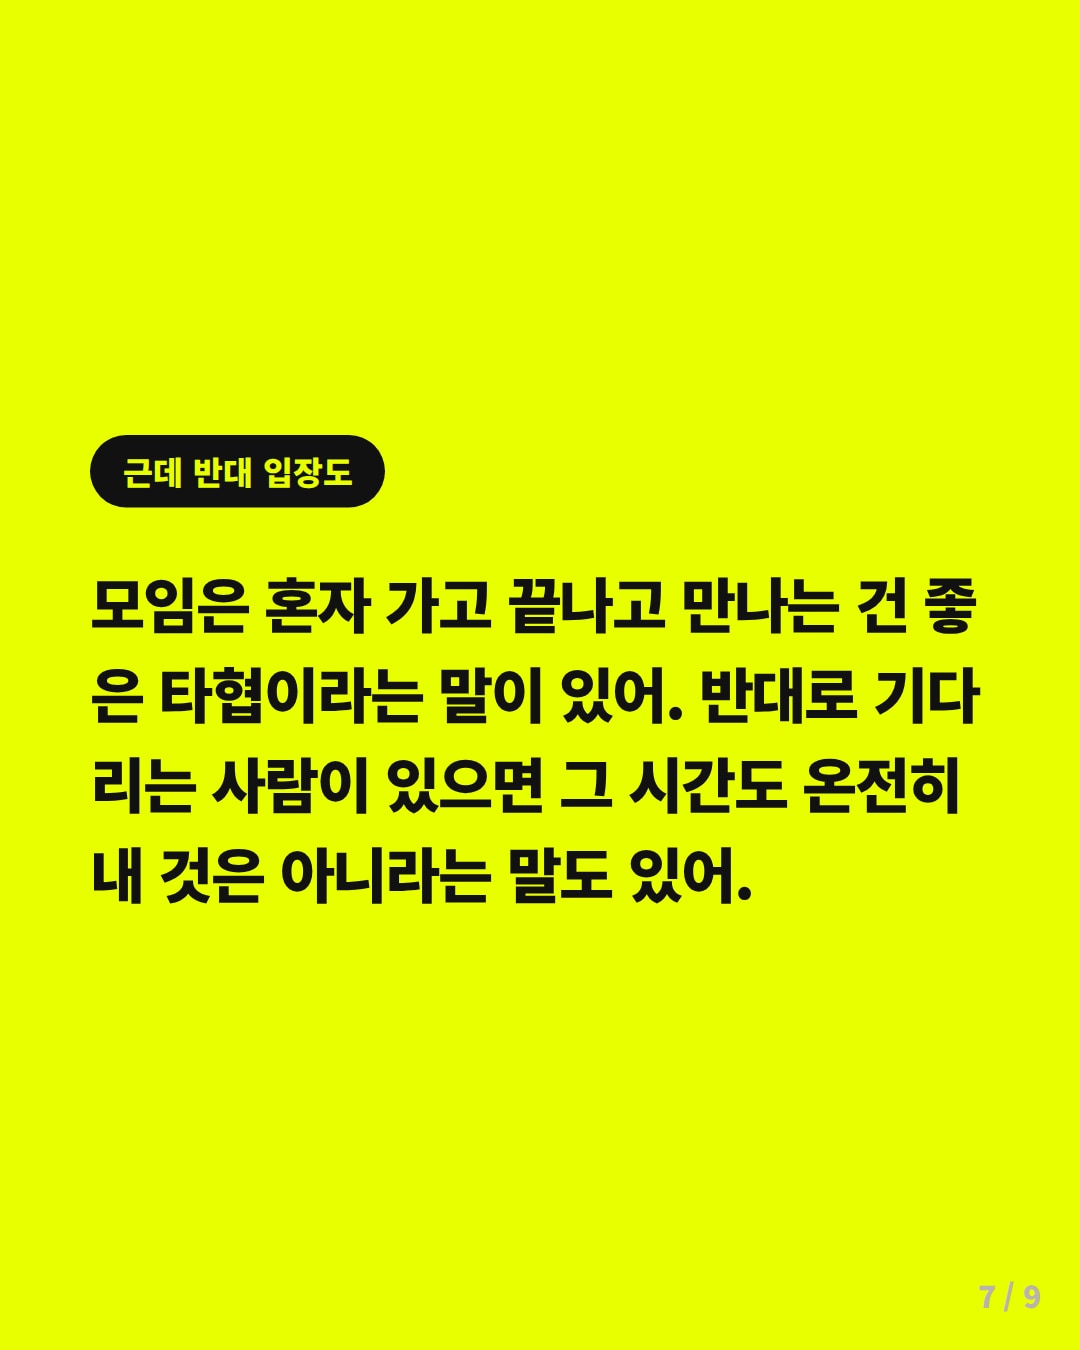 근데 반대 입장도
모임은 혼자 가고 끝나고 만나는 건 좋
은 타협이라는 말이 있어. 반대로 기다
리는 사람이 있으면 그 시간도 온전히
내 것은 아니라는 말도 있어.
7 / 9